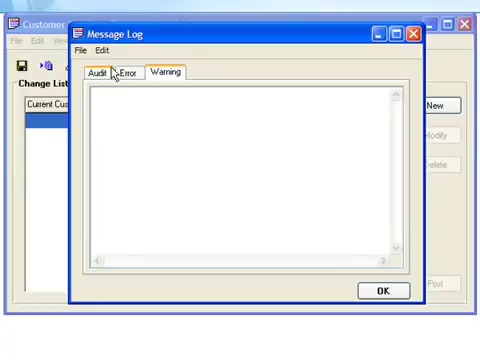 Customer
Message Log
File Edit View
File Edit
Audit Error Warning
Change List
Current Cus
New
Modify
Delete
Post
OK